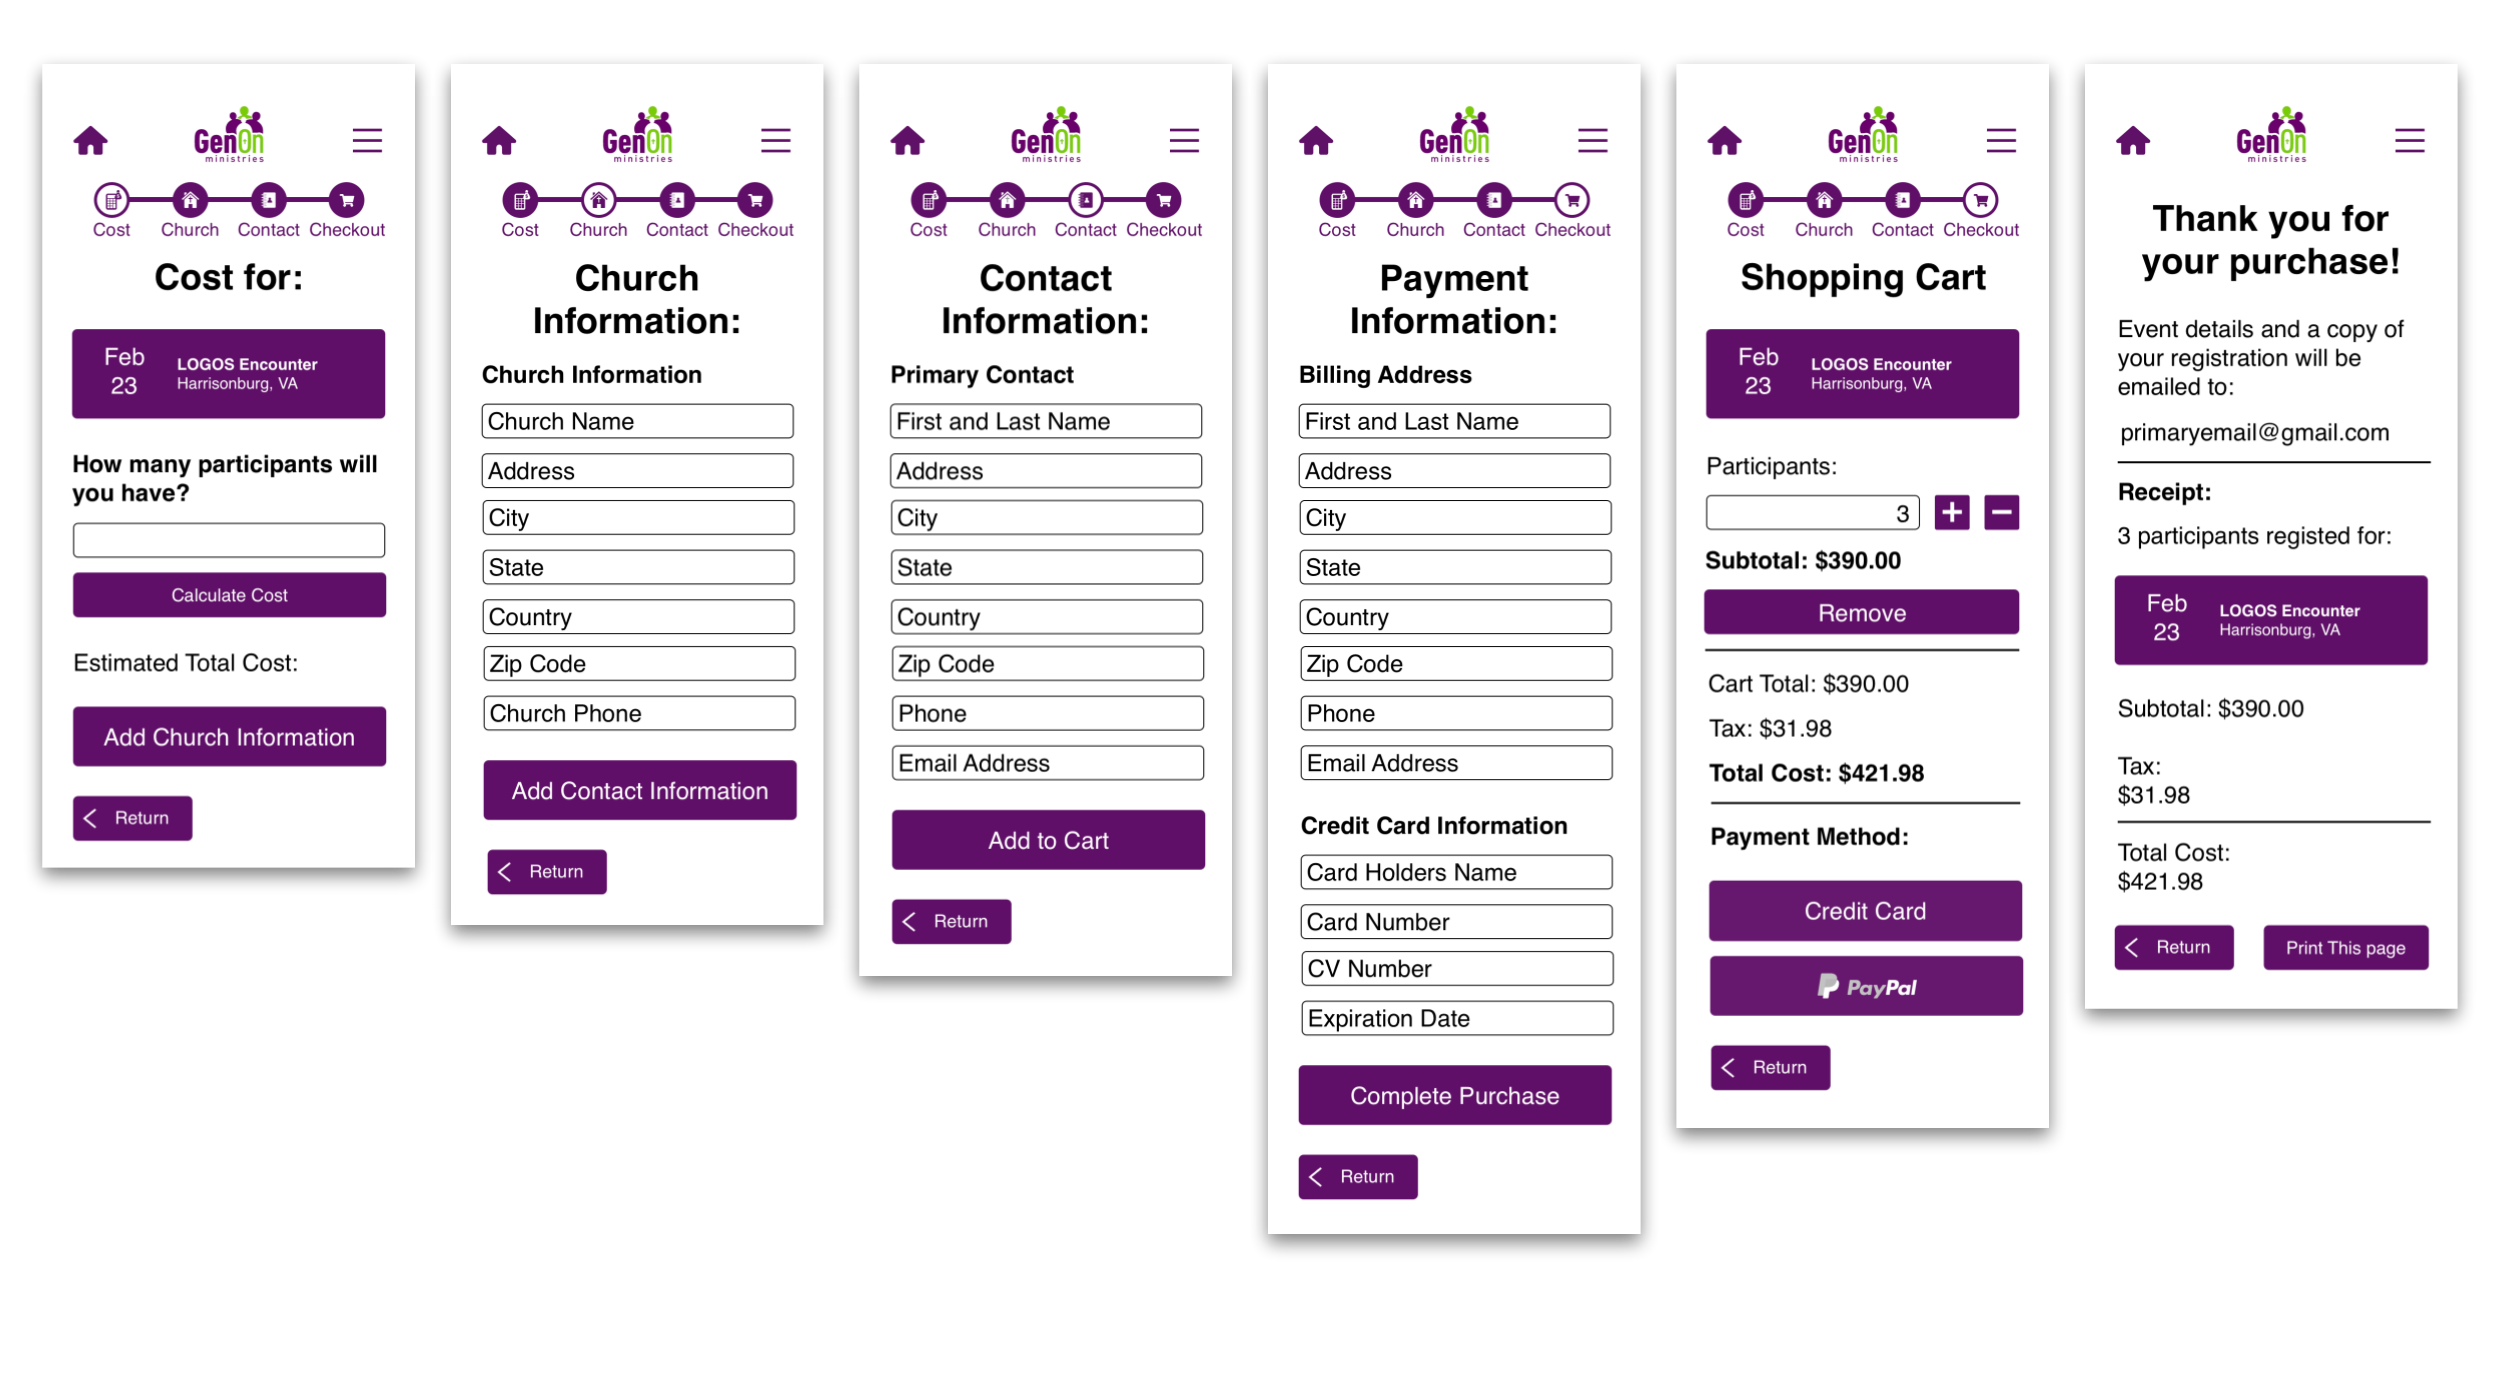 GenOn
ministries
Cost
Church
Contact
Checkout
Cost for:
Feb
23
LOGOS Encounter
Harrisonburg, VA
How many participants will
you have?
Calculate Cost
Estimated Total Cost:
Add Church Information
Return
GenOn
ministries
Cost
Church
Contact
Checkout
Church
Information:
Church Information
Church Name
Address
City
State
Country
Zip Code
Church Phone
Add Contact Information
Return
GenOn
ministries
Cost
Church
Contact
Checkout
Contact
Information:
Primary Contact
First and Last Name
Address
City
State
Country
Zip Code
Phone
Email Address
Add to Cart
Return
GenOn
ministries
Cost
Church
Contact
Checkout
Payment
Information:
Billing Address
First and Last Name
Address
City
State
Country
Zip Code
Phone
Email Address
Credit Card Information
Card Holders Name
Card Number
CV Number
Expiration Date
Complete Purchase
Return
GenOn
ministries
Cost
Church
Contact
Checkout
Shopping Cart
Feb
23
LOGOS Encounter
Harrisonburg, VA
Participants:
3
Subtotal: $390.00
Remove
Cart Total: $390.00
Tax: $31.98
Total Cost: $421.98
Payment Method:
Credit Card
PayPal
Return
GenOn
ministries
Thank you for
your purchase!
Event details and a copy of
your registration will be
emailed to:
primaryemail@gmail.com
Receipt:
3 participants registed for:
Feb
23
LOGOS Encounter
Harrisonburg, VA
Subtotal: $390.00
Tax:
$31.98
Total Cost:
$421.98
Return
Print This page